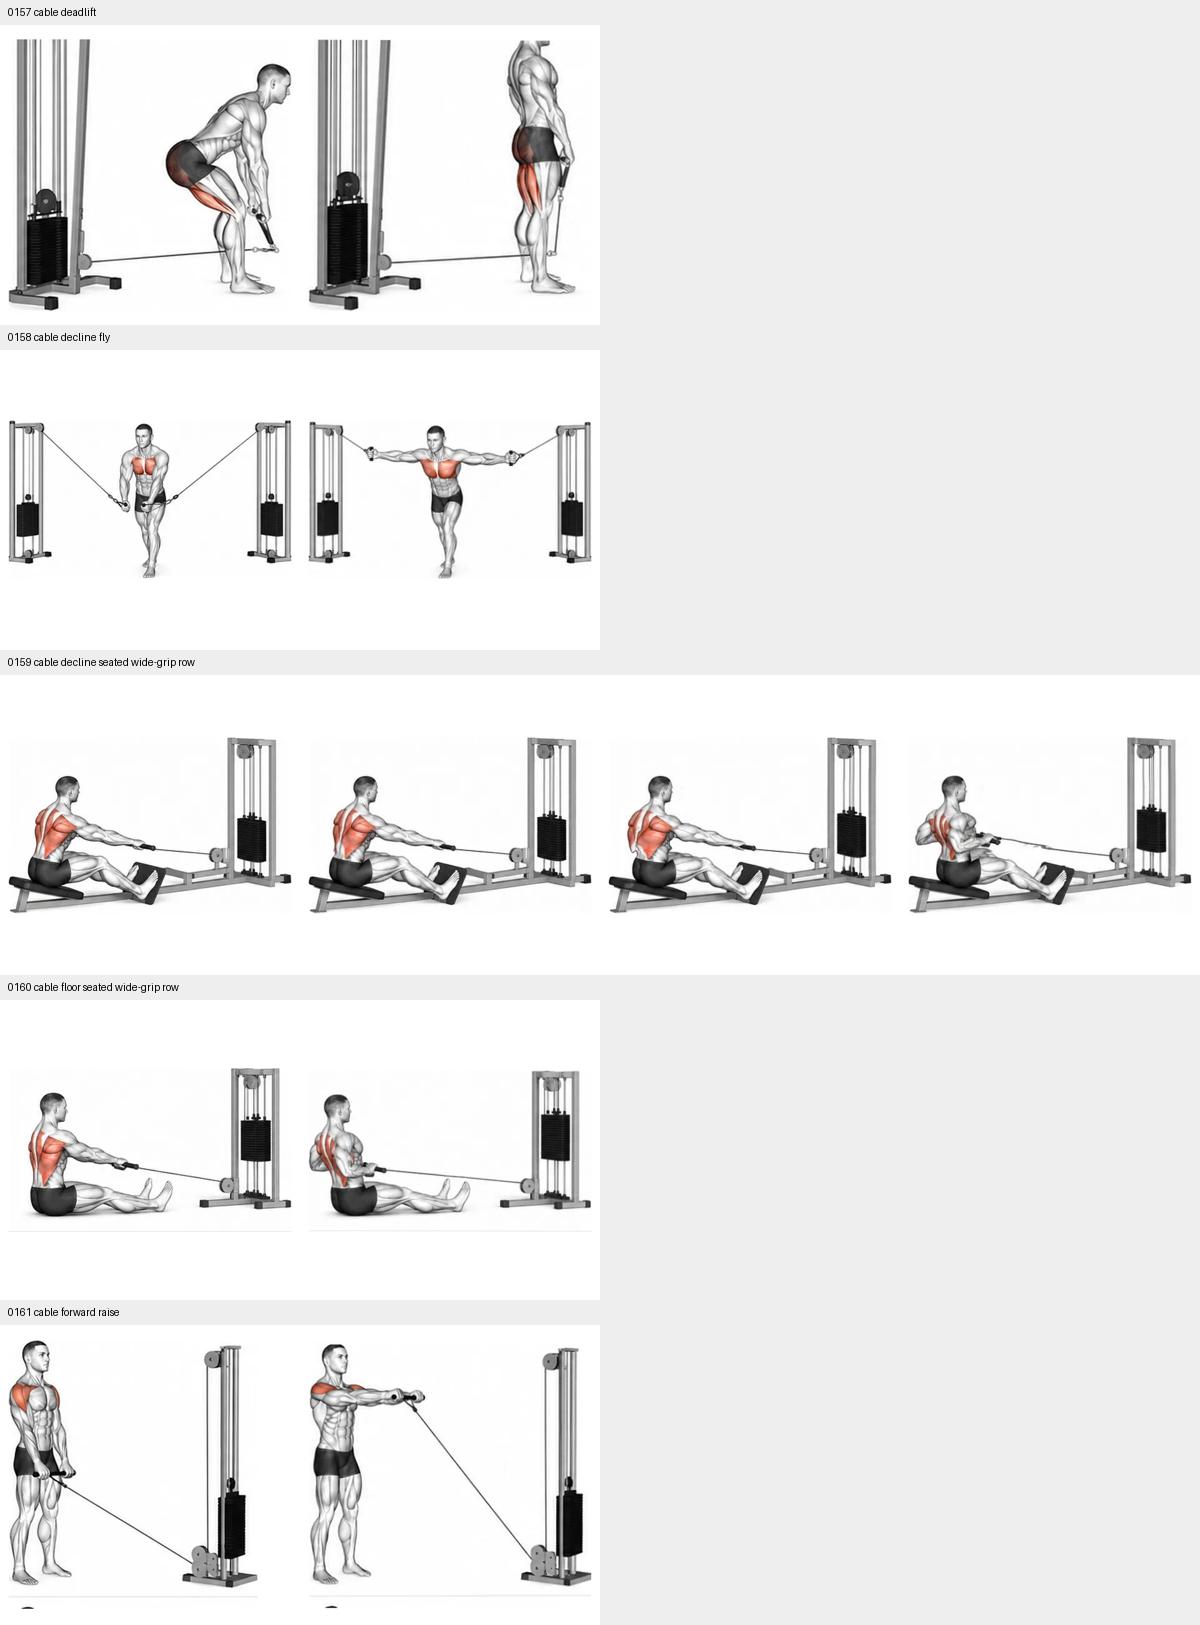 0157 cable deadlift
0158 cable decline fly
0159 cable decline seated wide-grip row
0160 cable floor seated wide-grip row
0161 cable forward raise